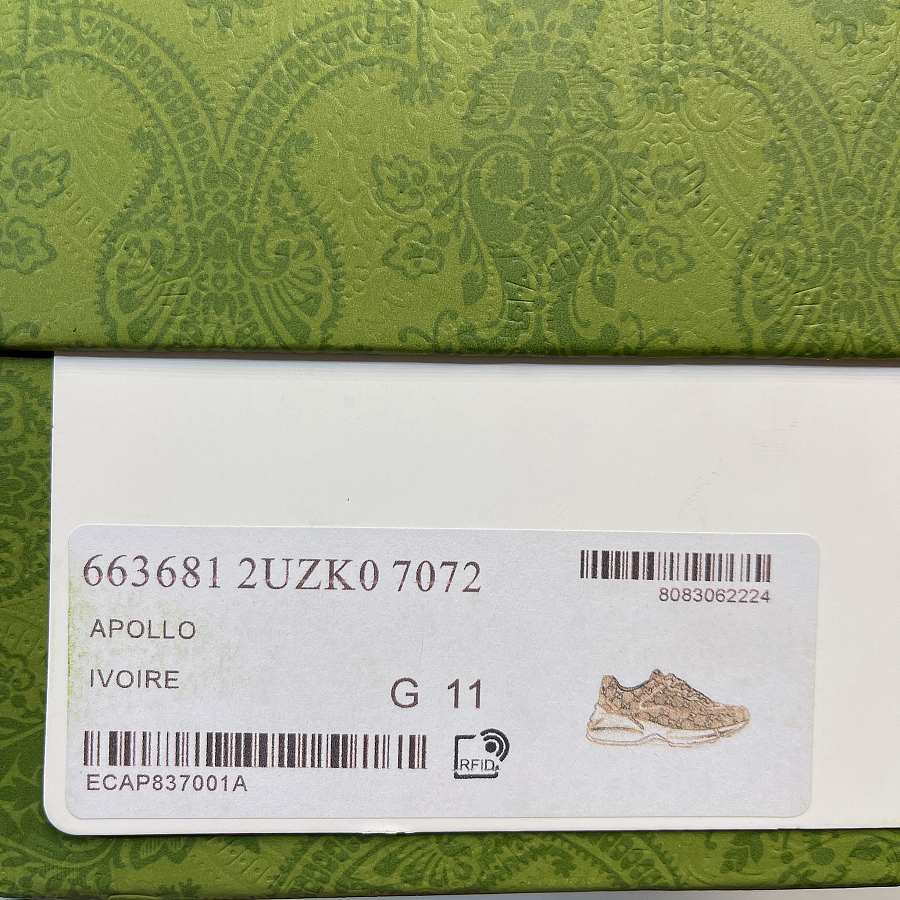 663681 2UZK0 7072
8083062224
APOLLO
IVOIRE
G 11
RFID
ECAP837001A